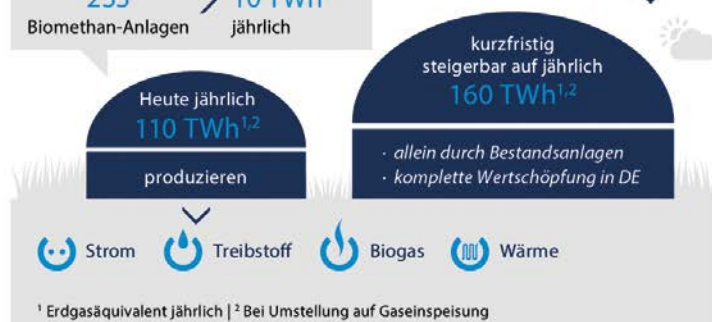 Biomethan-Anlagen jährlich
kurzfristig
steigerbar auf jährlich
160 TWh¹,²
Heute jährlich
110 TWh¹,²
· allein durch Bestandsanlagen
· komplette Wertschöpfung in DE
produzieren
Strom Treibstoff Biogas Wärme
¹ Erdgasäquivalent jährlich | ² Bei Umstellung auf Gaseinspeisung